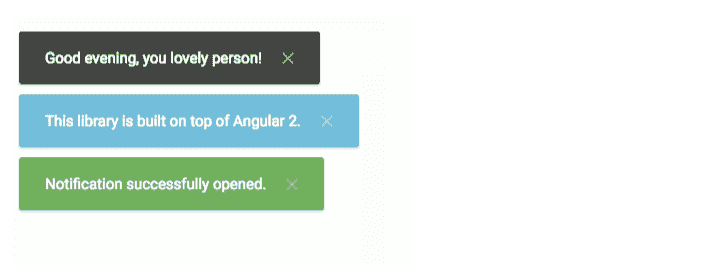 Good evening, you lovely person!
This library is built on top of Angular 2.
Notification successfully opened.